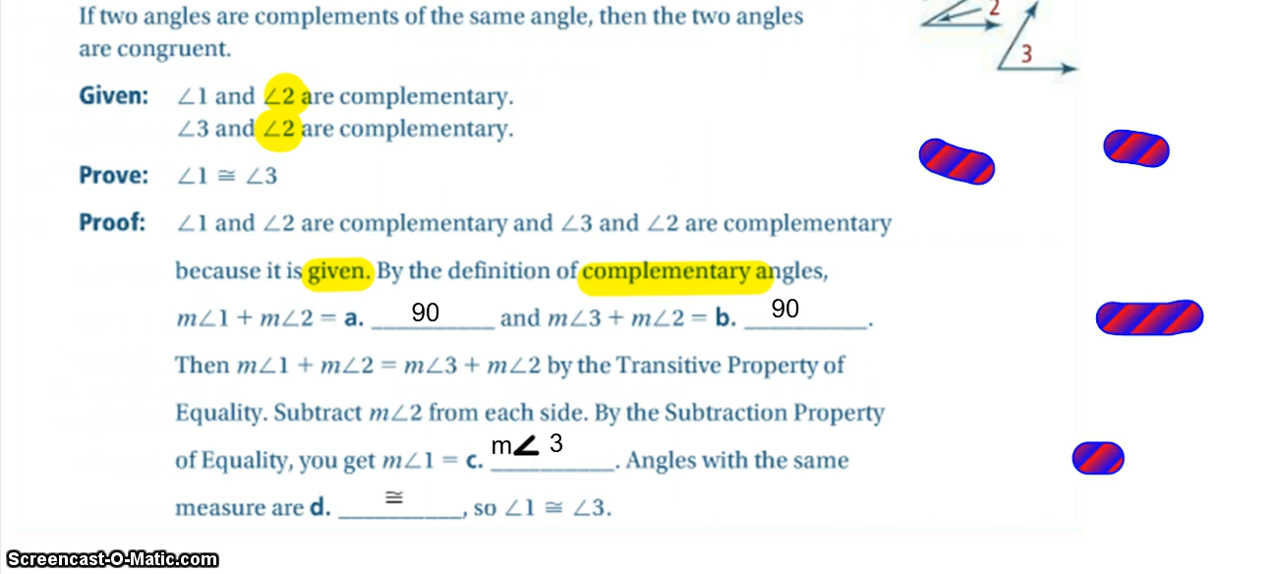 If two angles are complements of the same angle, then the two angles
are congruent.
2
3
Given: ∠1 and ∠2 are complementary.
∠3 and ∠2 are complementary.
Prove: ∠1 ≅ ∠3
Proof: ∠1 and ∠2 are complementary and ∠3 and ∠2 are complementary
because it is given. By the definition of complementary angles,
m∠1 + m∠2 = a. 90 and m∠3 + m∠2 = b. 90.
Then m∠1 + m∠2 = m∠3 + m∠2 by the Transitive Property of
Equality. Subtract m∠2 from each side. By the Subtraction Property
of Equality, you get m∠1 = c. m∠ 3. Angles with the same
measure are d. ≅, so ∠1 ≅ ∠3.
Screencast-O-Matic.com